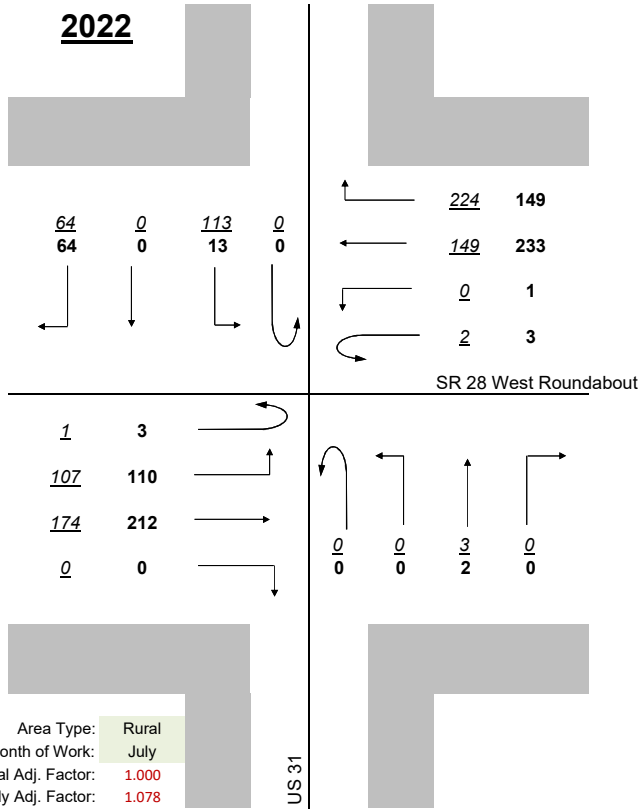 2022
64 0 113 0
64 0 13 0
224 149
149 233
0 1
2 3
SR 28 West Roundabout
1 3
107 110
174 212
0 0
0 0 3 0
0 0 2 0
Area Type: Rural
onth of Work: July
al Adj. Factor: 1.000
y Adj. Factor: 1.078
US 31